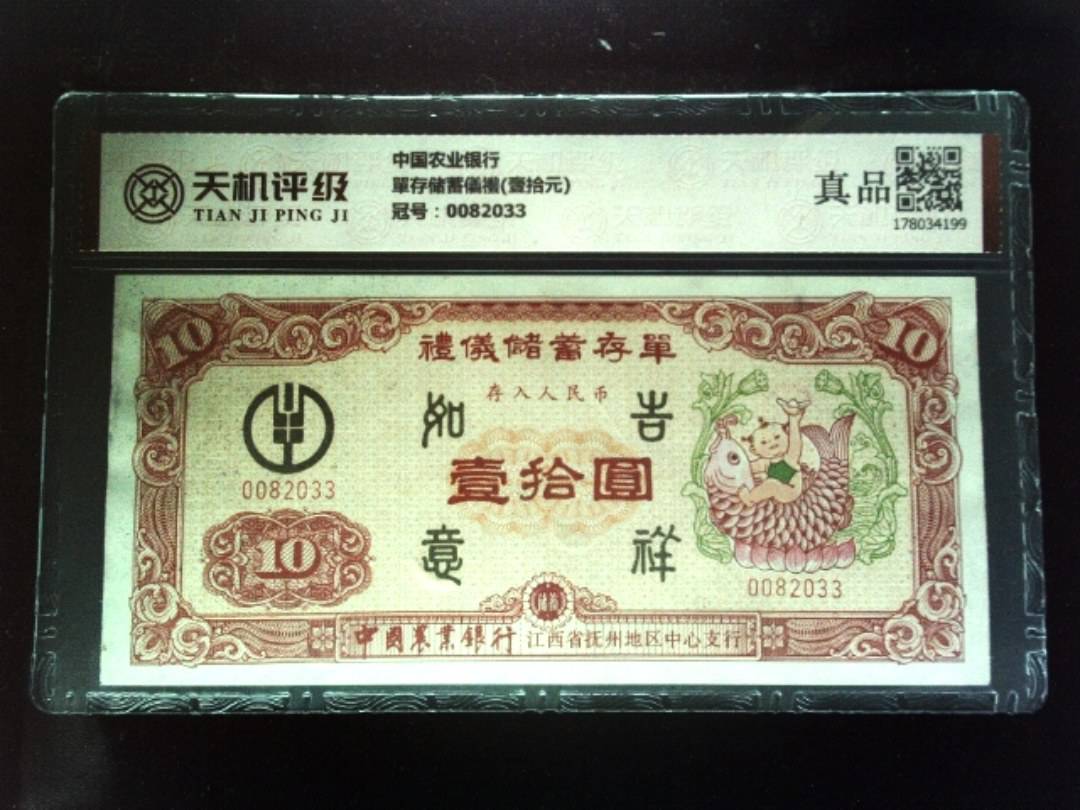 天机评级
TIAN JI PING JI
中国农业银行
單存储蓄儀禮(壹拾元)
冠号：0082033
真品
178034199
10
10
禮儀儲蓄存單
存入人民币
如
吉
壹拾圓
0082033
10
意
祥
0082033
儲蓄
中國農業銀行 江西省抚州地区中心支行